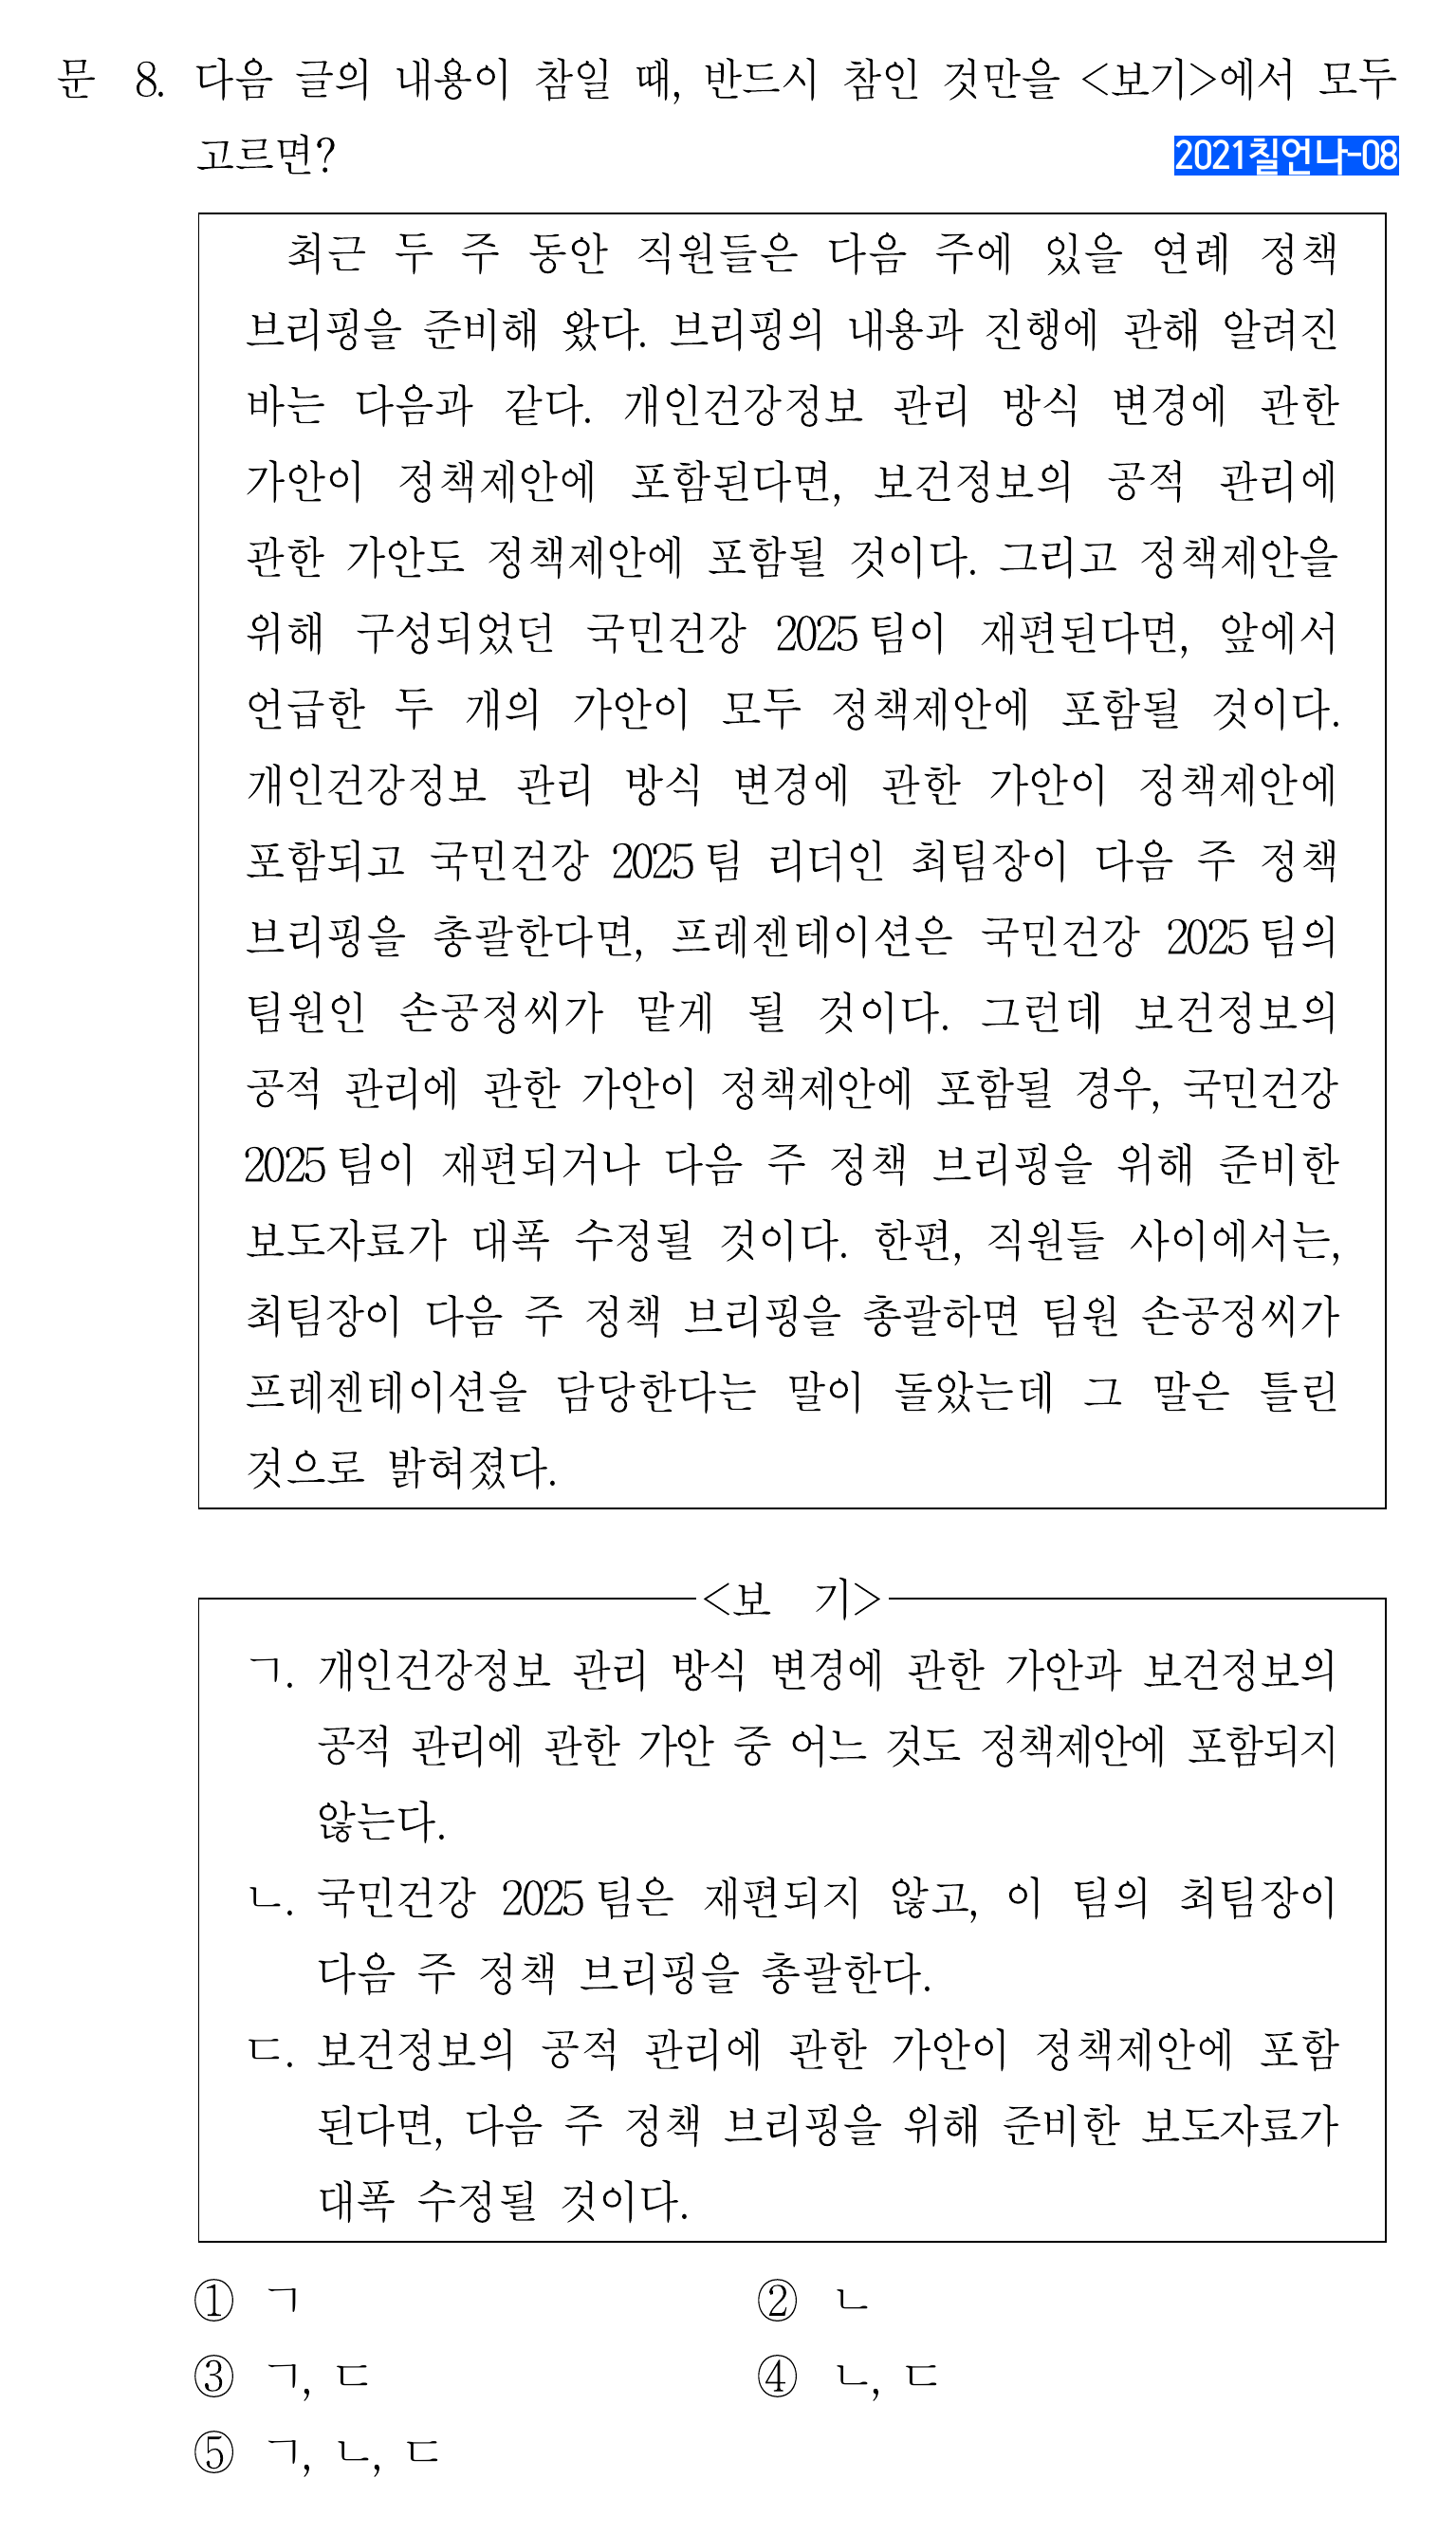 문 8. 다음 글의 내용이 참일 때, 반드시 참인 것만을 <보기>에서 모두
고르면?
2021칠언나-08
최근 두 주 동안 직원들은 다음 주에 있을 연례 정책
브리핑을 준비해 왔다. 브리핑의 내용과 진행에 관해 알려진
바는 다음과 같다. 개인건강정보 관리 방식 변경에 관한
가안이 정책제안에 포함된다면, 보건정보의 공적 관리에
관한 가안도 정책제안에 포함될 것이다. 그리고 정책제안을
위해 구성되었던 국민건강 2025팀이 재편된다면, 앞에서
언급한 두 개의 가안이 모두 정책제안에 포함될 것이다.
개인건강정보 관리 방식 변경에 관한 가안이 정책제안에
포함되고 국민건강 2025팀 리더인 최팀장이 다음 주 정책
브리핑을 총괄한다면, 프레젠테이션은 국민건강 2025팀의
팀원인 손공정씨가 맡게 될 것이다. 그런데 보건정보의
공적 관리에 관한 가안이 정책제안에 포함될 경우, 국민건강
2025팀이 재편되거나 다음 주 정책 브리핑을 위해 준비한
보도자료가 대폭 수정될 것이다. 한편, 직원들 사이에서는,
최팀장이 다음 주 정책 브리핑을 총괄하면 팀원 손공정씨가
프레젠테이션을 담당한다는 말이 돌았는데 그 말은 틀린
것으로 밝혀졌다.
<보 기>
ㄱ. 개인건강정보 관리 방식 변경에 관한 가안과 보건정보의
공적 관리에 관한 가안 중 어느 것도 정책제안에 포함되지
않는다.
ㄴ. 국민건강 2025팀은 재편되지 않고, 이 팀의 최팀장이
다음 주 정책 브리핑을 총괄한다.
ㄷ. 보건정보의 공적 관리에 관한 가안이 정책제안에 포함
된다면, 다음 주 정책 브리핑을 위해 준비한 보도자료가
대폭 수정될 것이다.
① ㄱ ② ㄴ
③ ㄱ, ㄷ ④ ㄴ, ㄷ
⑤ ㄱ, ㄴ, ㄷ